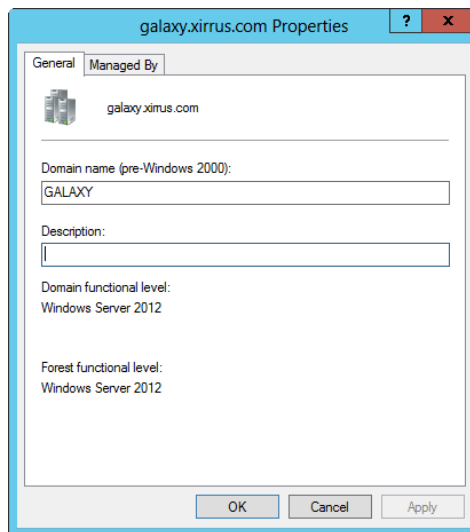 galaxy.xirrus.com Properties
?
x
General
Managed By
galaxy.xirrus.com
Domain name (pre-Windows 2000):
GALAXY
Description:
Domain functional level:
Windows Server 2012
Forest functional level:
Windows Server 2012
OK
Cancel
Apply